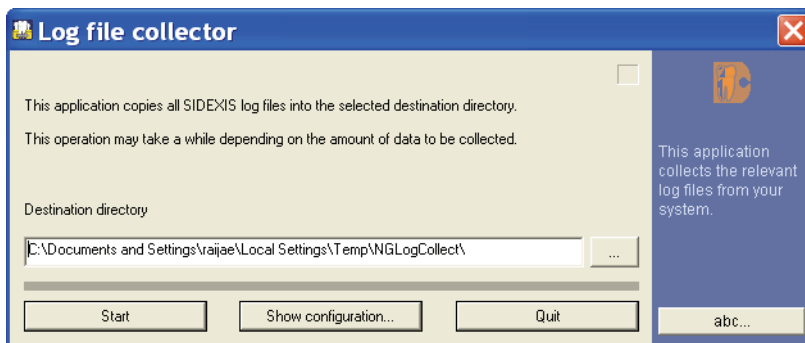 Log file collector
This application copies all SIDEXIS log files into the selected destination directory.
This operation may take a while depending on the amount of data to be collected.
Destination directory
C:\Documents and Settings\raijae\Local Settings\Temp\NGLogCollect\
...
Start
Show configuration...
Quit
This application
collects the relevant
log files from your
system.
abc...